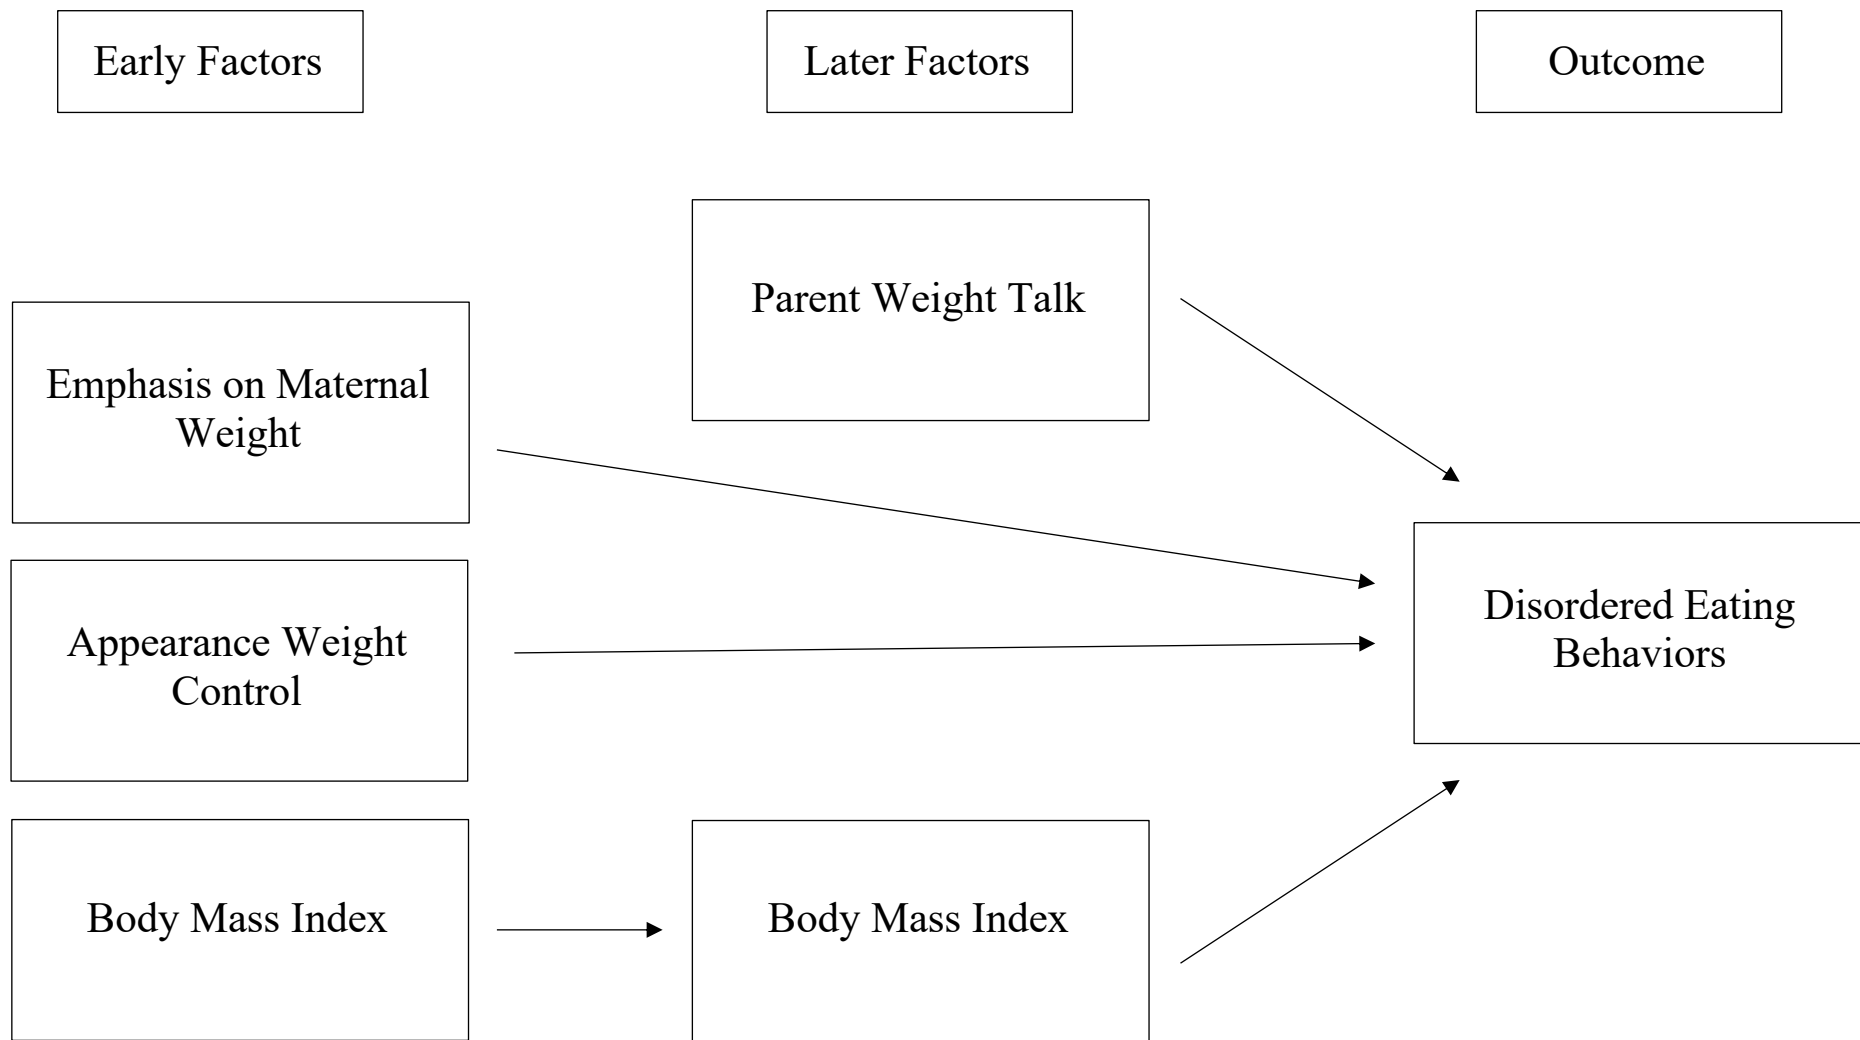 Early Factors
Later Factors
Outcome
Parent Weight Talk
Emphasis on Maternal
Weight
Appearance Weight
Control
Disordered Eating
Behaviors
Body Mass Index
Body Mass Index